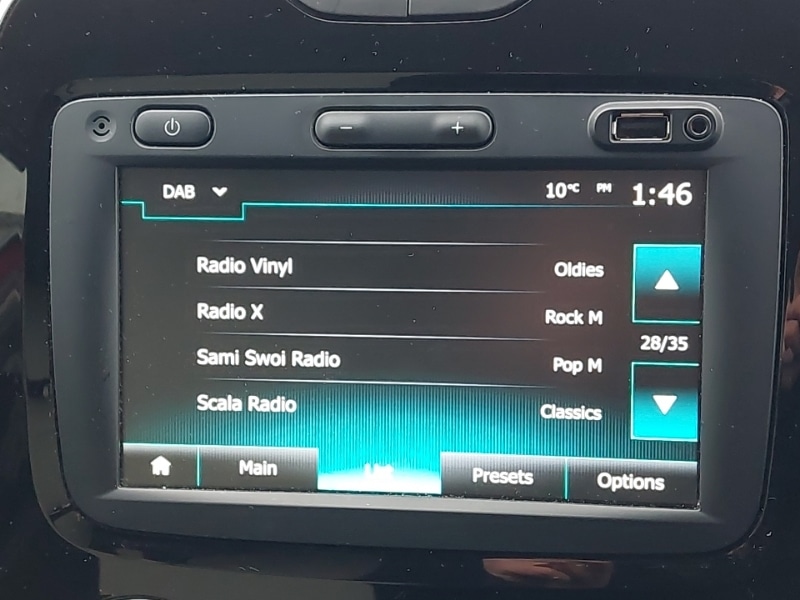 DAB 10°C PM 1:46
Radio Vinyl Oldies
Radio X Rock M
28/35
Sami Swoi Radio Pop M
Scala Radio Classics
Main List Presets Options